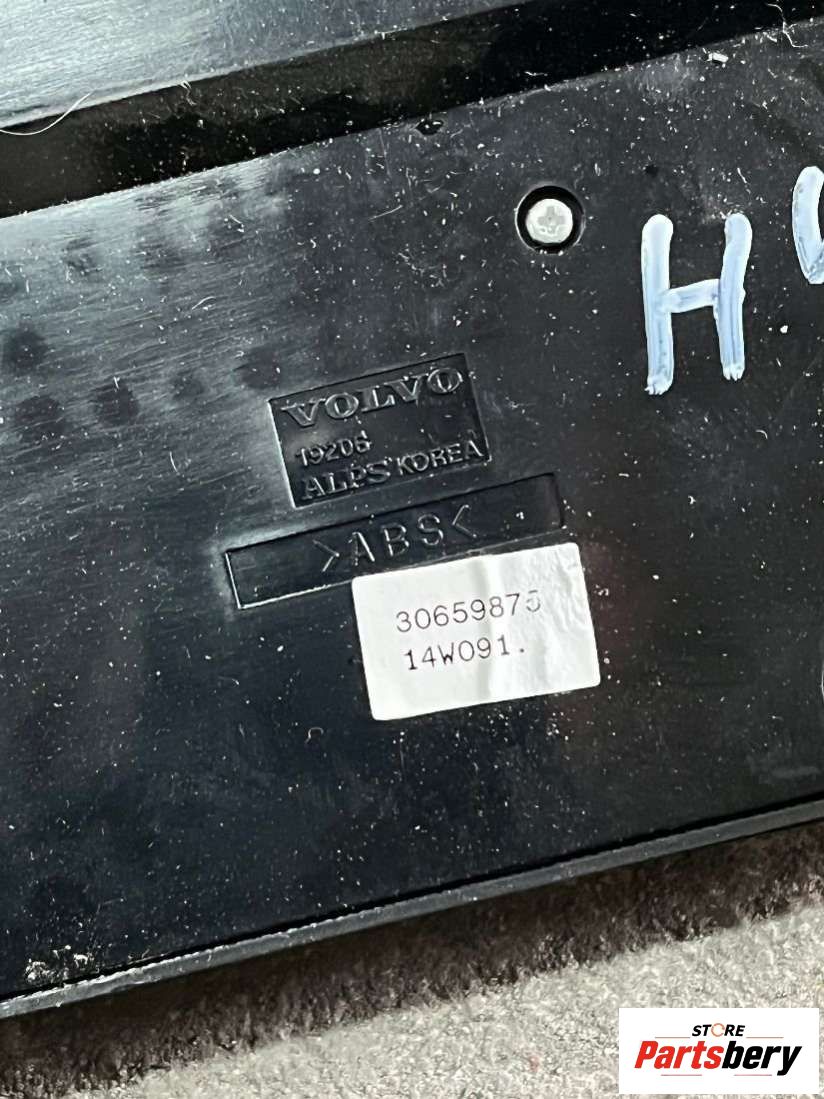 H
VOLVO
19206
ALPS KOREA
>ABS<
30659875
14W091.
STORE
Partsbery